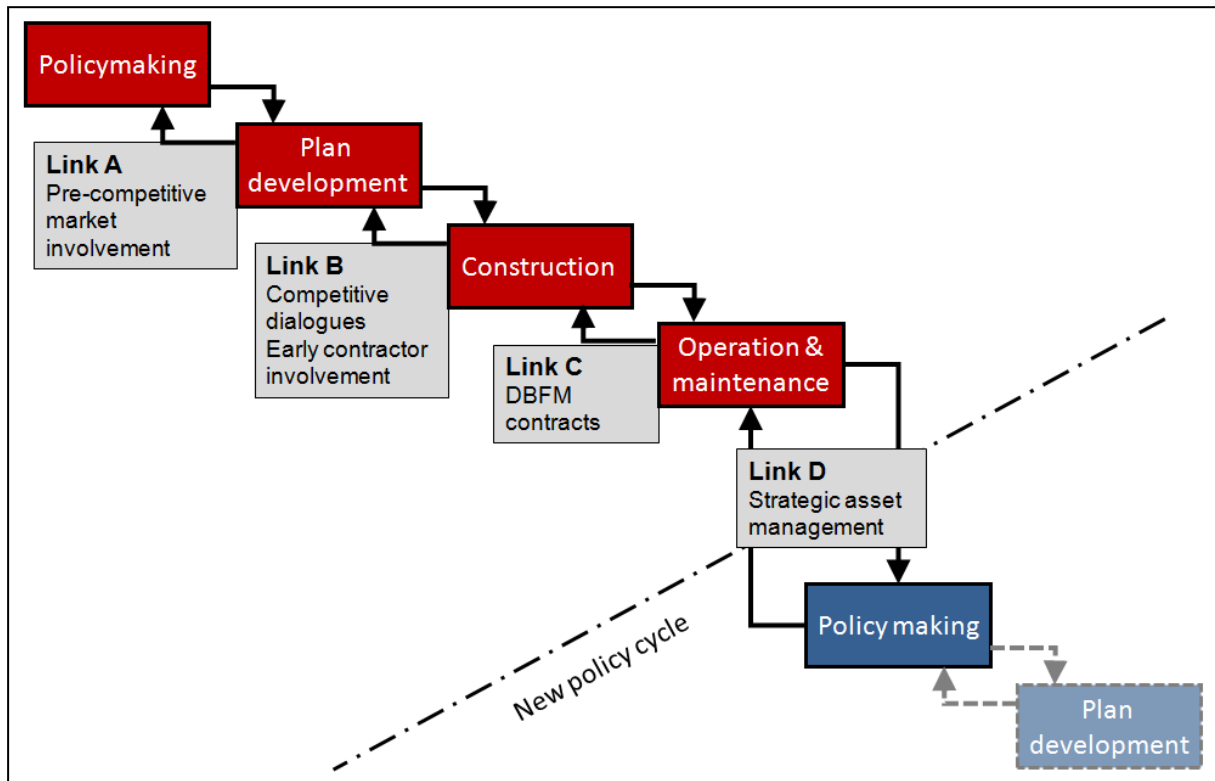 Policymaking
Link A
Pre-competitive
market
involvement
Plan
development
Link B
Competitive
dialogues
Early contractor
involvement
Construction
Link C
DBFM
contracts
Operation &
maintenance
Link D
Strategic asset
management
New policy cycle
Policy making
Plan
development